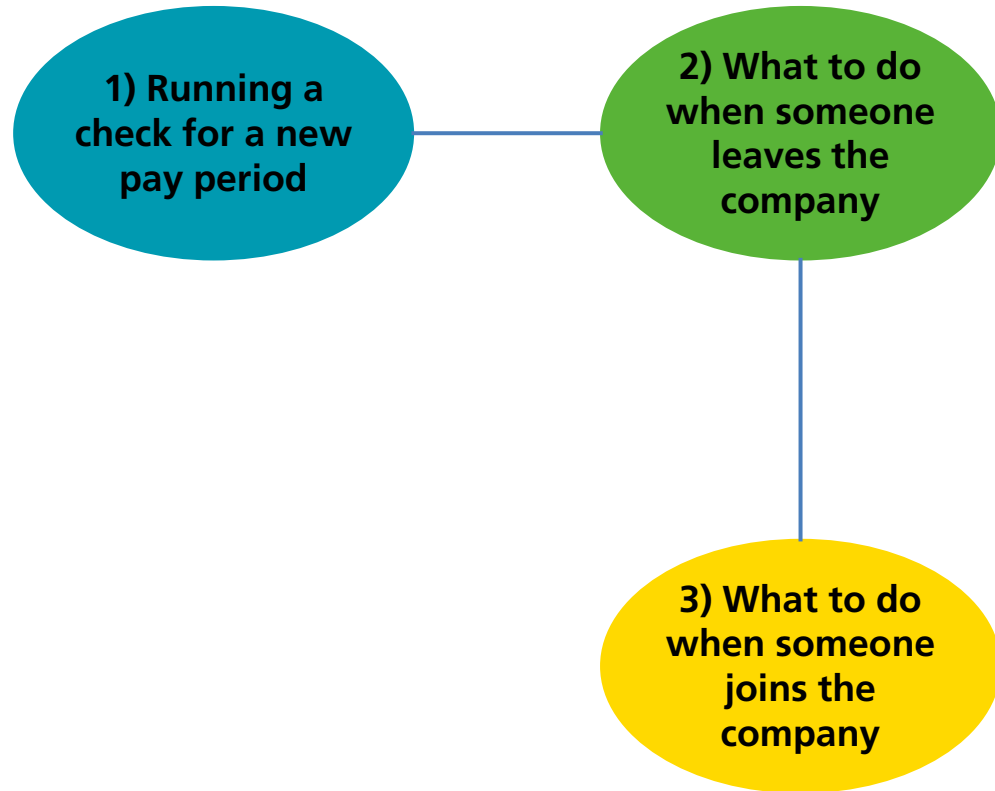 1) Running a
check for a new
pay period
2) What to do
when someone
leaves the
company
3) What to do
when someone
joins the
company